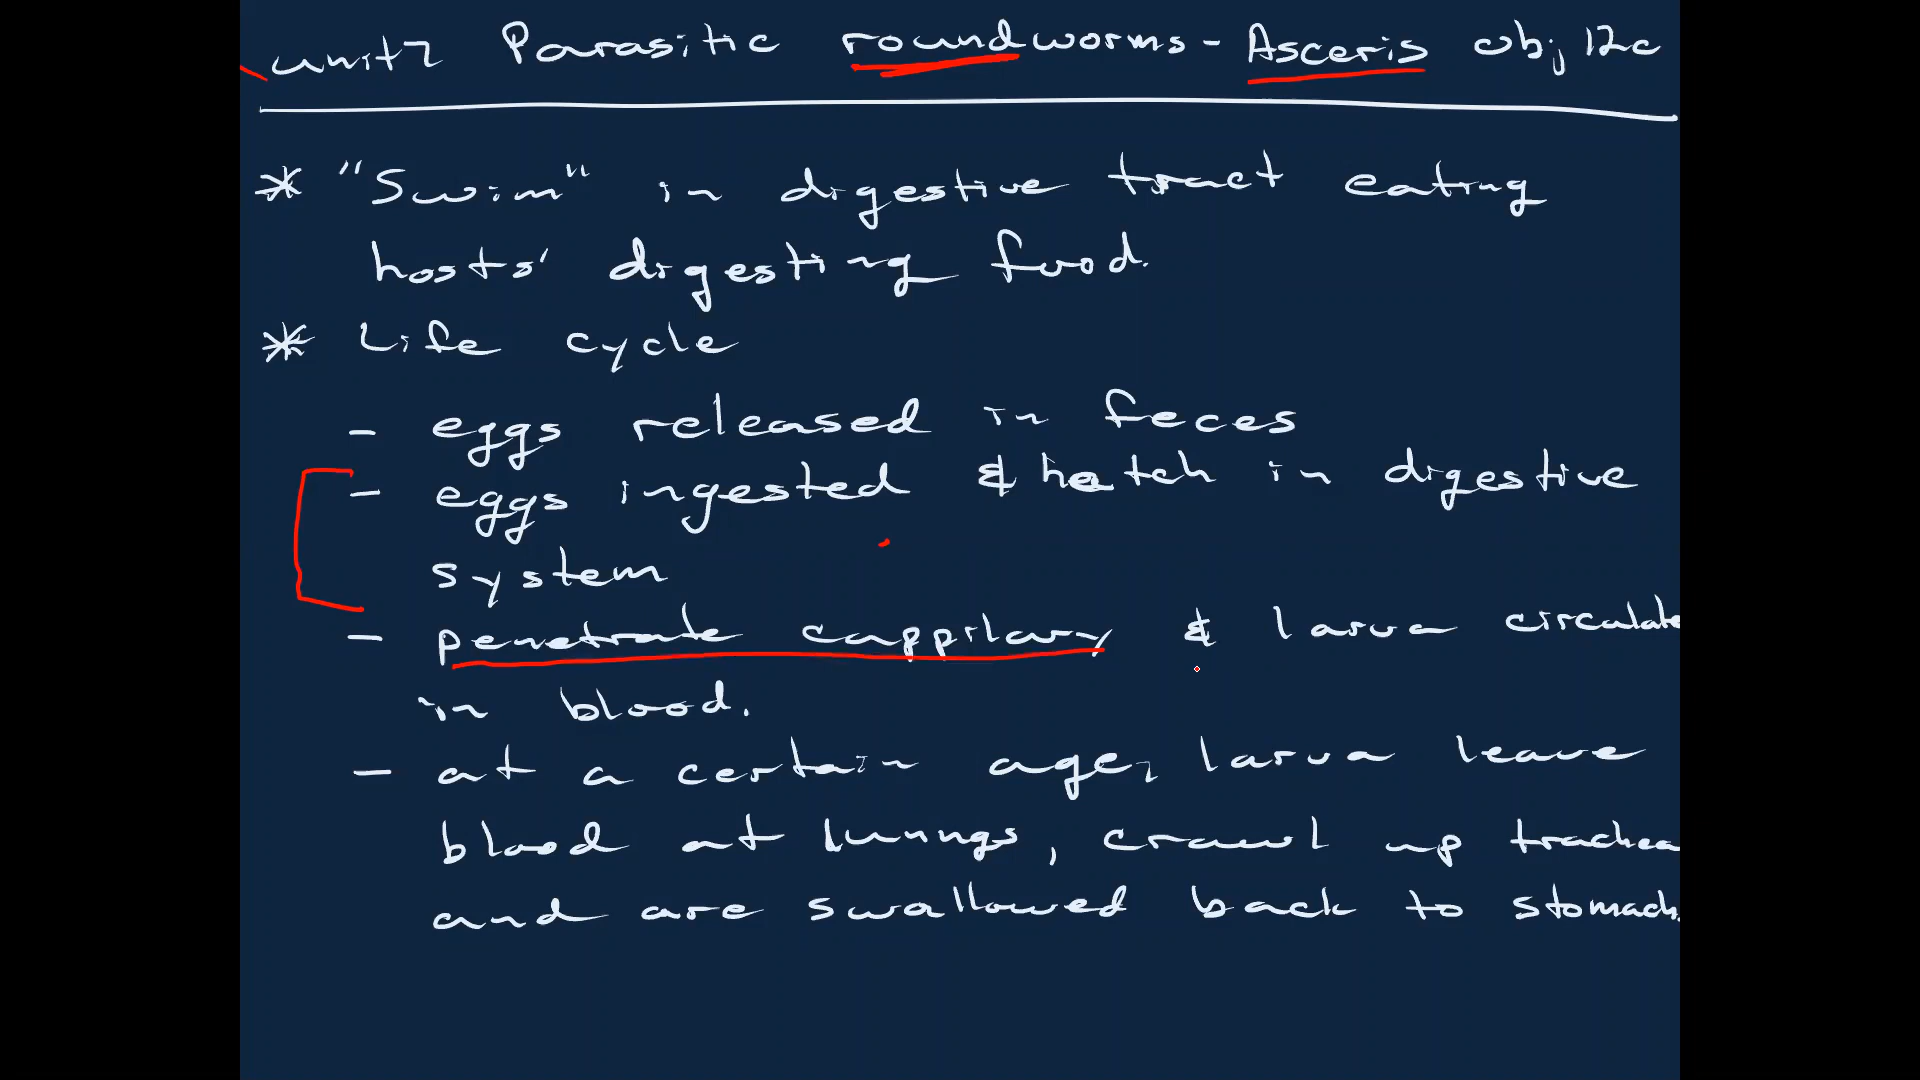 unit 7 Parasitic roundworms - Asceris obj 12c
* "Swim" in digestive tract eating
hosts' digesting food.
* Life cycle
- eggs released in feces
- eggs ingested & hatch in digestive
system
- penetrate cappilary & larva circulate
in blood.
- at a certain age, larva leave
blood at lungs, crawl up trachea
and are swallowed back to stomach.